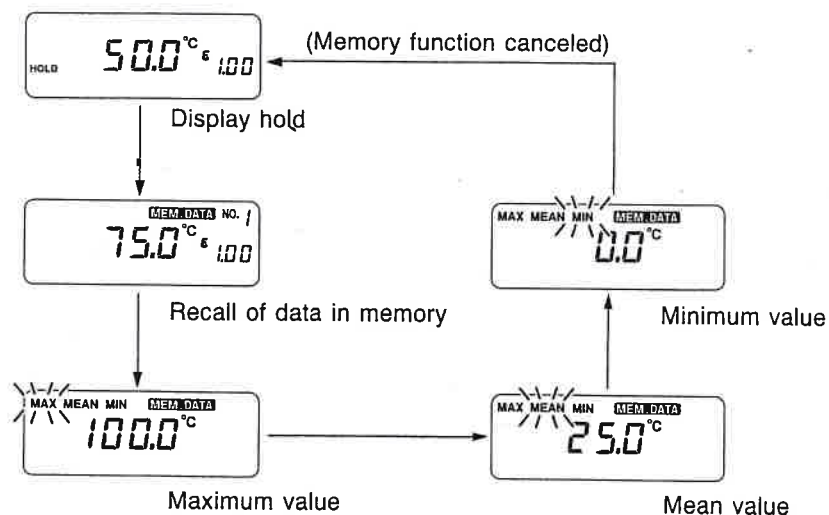 50.0 °C ε 1.00
HOLD
(Memory function canceled)
Display hold
MEM. DATA NO. 1
75.0 °C ε 1.00
Recall of data in memory
MAX MEAN MIN MEM. DATA
100.0 °C
Maximum value
MAX MEAN MIN MEM. DATA
25.0 °C
Mean value
MAX MEAN MIN MEM. DATA
0.0 °C
Minimum value